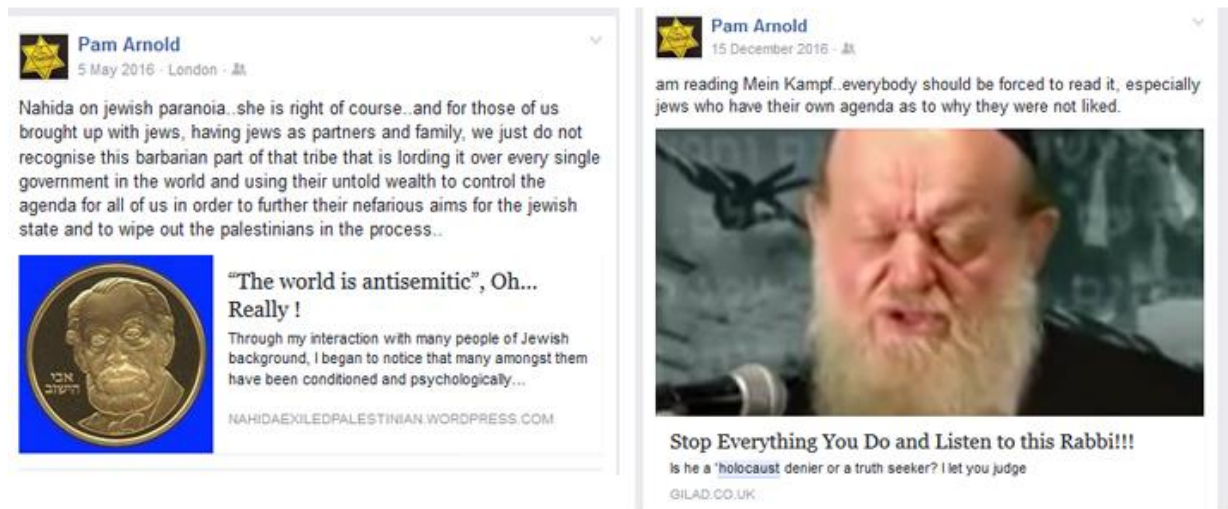 Pam Arnold
5 May 2016 · London ·
Nahida on jewish paranoia..she is right of course..and for those of us
brought up with jews, having jews as partners and family, we just do not
recognise this barbarian part of that tribe that is lording it over every single
government in the world and using their untold wealth to control the
agenda for all of us in order to further their nefarious aims for the jewish
state and to wipe out the palestinians in the process..
אבי
הישוב
“The world is antisemitic”, Oh...
Really !
Through my interaction with many people of Jewish
background, I began to notice that many amongst them
have been conditioned and psychologically...
NAHIDAEXILEDPALESTINIAN.WORDPRESS.COM
Pam Arnold
15 December 2016 ·
am reading Mein Kampf..everybody should be forced to read it, especially
jews who have their own agenda as to why they were not liked.
Stop Everything You Do and Listen to this Rabbi!!!
Is he a 'holocaust denier or a truth seeker? I let you judge
GILAD.CO.UK